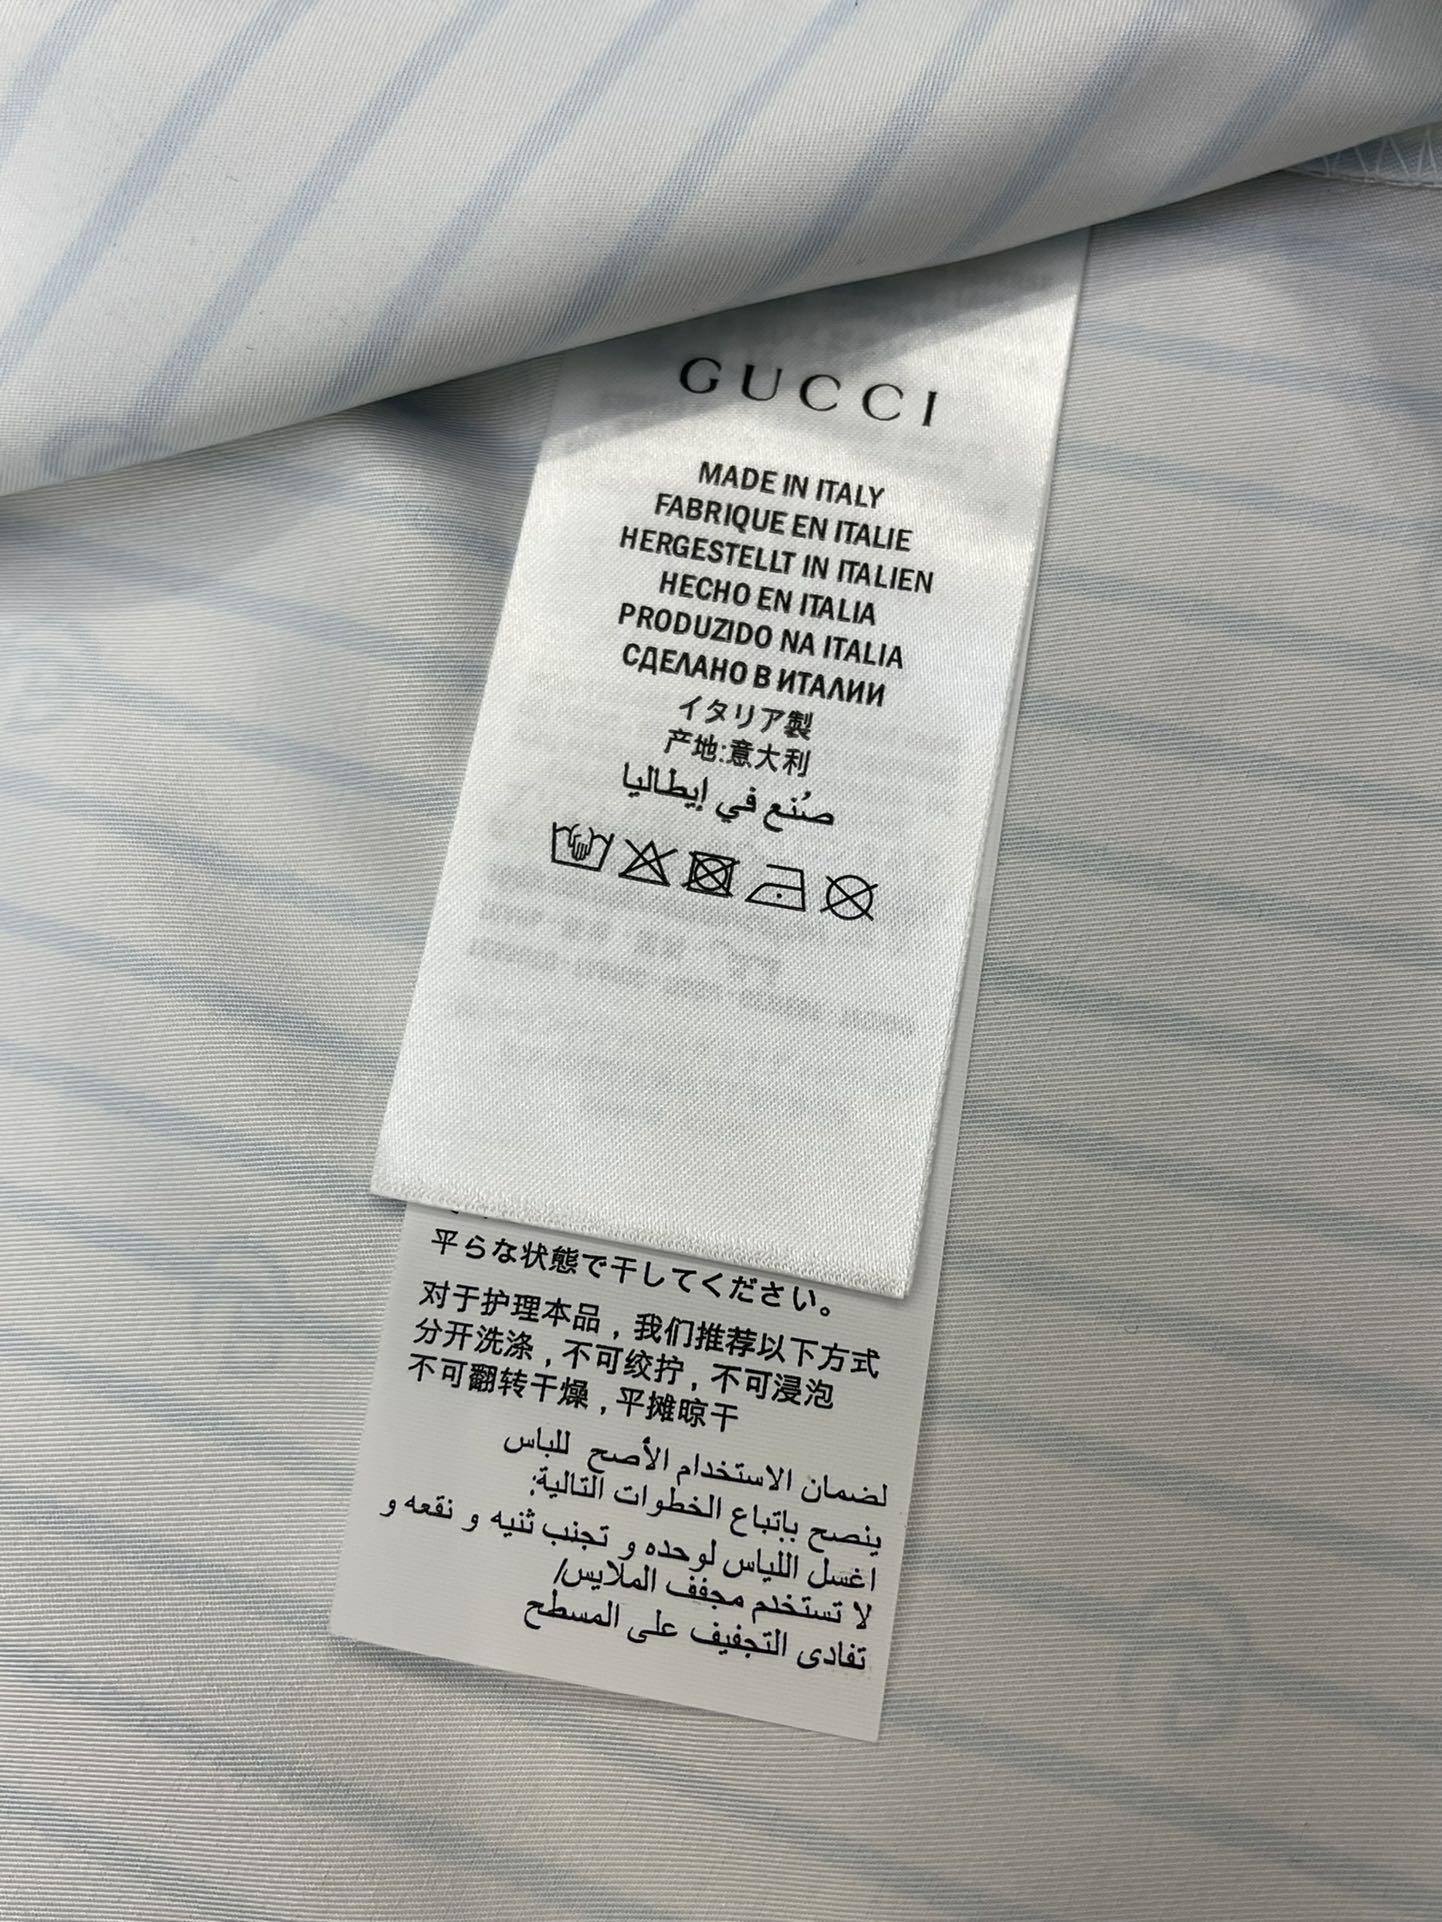 GUCCI
MADE IN ITALY
FABRIQUE EN ITALIE
HERGESTELLT IN ITALIEN
HECHO EN ITALIA
PRODUZIDO NA ITALIA
СДЕЛАНО В ИТАЛИИ
イタリア製
产地:意大利
صُنع في إيطاليا
平らな状態で干してください。
对于护理本品，我们推荐以下方式
分开洗涤，不可绞拧，不可浸泡
不可翻转干燥，平摊晾干
لضمان الاستخدام الأصح للباس
ينصح باتباع الخطوات التالية:
اغسل اللباس لوحده و تجنب ثنيه و نقعه و
لا تستخدم مجفف الملابس/
تفادى التجفيف على المسطح